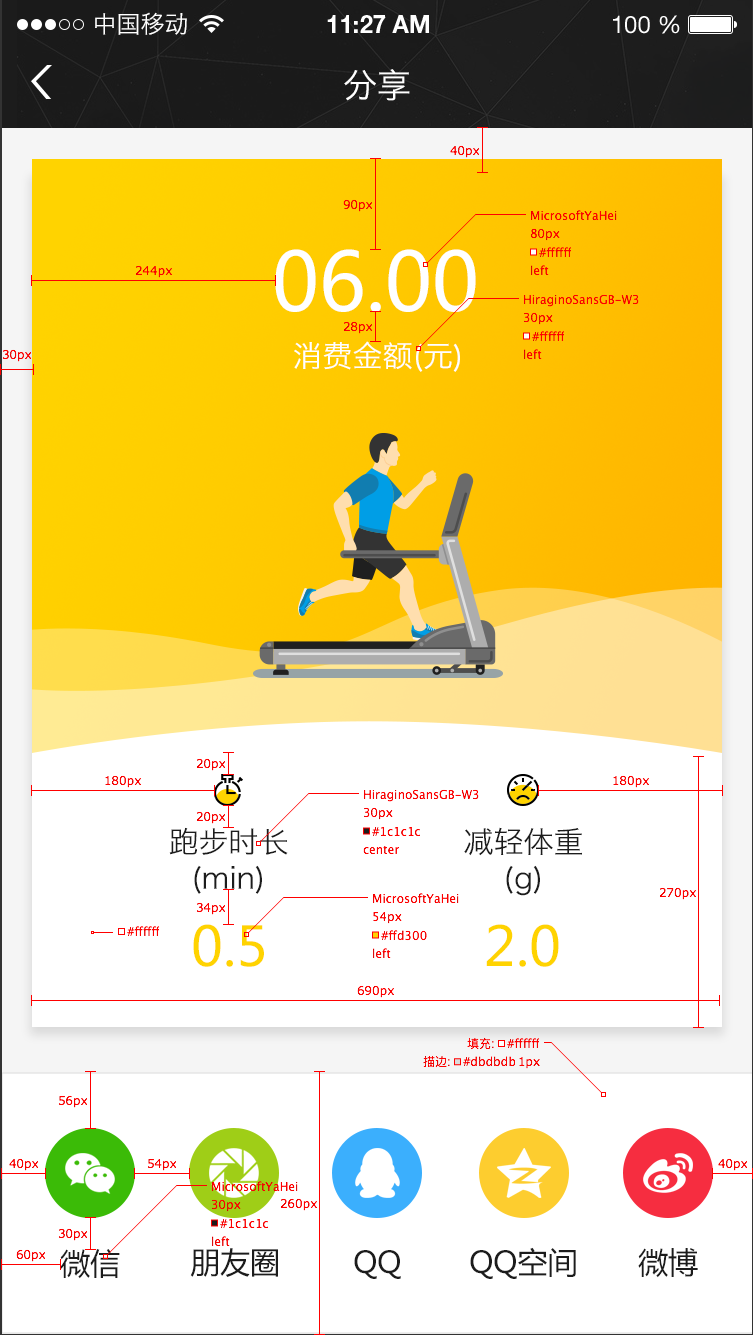 中国移动 11:27 AM 100 %
分享
40px
90px
MicrosoftYaHei
80px
#ffffff
left
244px
06.00
HiraginoSansGB-W3
30px
#ffffff
left
28px
30px
消费金额(元)
20px
180px
180px
HiraginoSansGB-W3
30px
#1c1c1c
center
20px
跑步时长
(min)
减轻体重
(g)
270px
34px
MicrosoftYaHei
54px
#ffd300
left
#ffffff
0.5
2.0
690px
填充: #ffffff
描边: #dbdbdb 1px
56px
40px
54px
40px
MicrosoftYaHei
30px
#1c1c1c
left
260px
30px
60px
微信 朋友圈 QQ QQ空间 微博